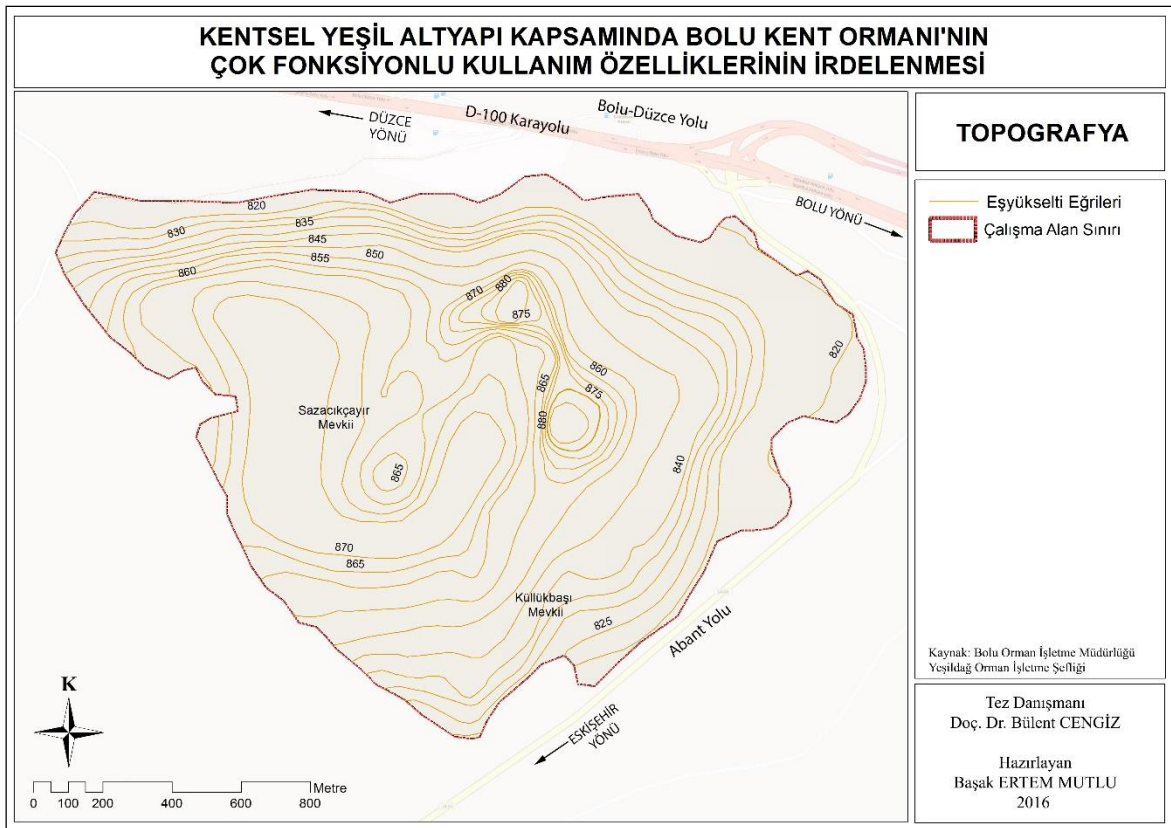 KENTSEL YEŞİL ALTYAPI KAPSAMINDA BOLU KENT ORMANI'NIN
ÇOK FONKSİYONLU KULLANIM ÖZELLİKLERİNİN İRDELENMESİ
DÜZCE
YÖNÜ
D-100 Karayolu
Bolu-Düzce Yolu
BOLU YÖNÜ
820
830
835
845
850
855
860
870
880
875
860
865
875
880
820
Sazacıkçayır
Mevkii
865
840
870
865
Küllükbaşı
Mevkii
825
Abant Yolu
ESKİŞEHİR
YÖNÜ
K
Metre
0 100 200 400 600 800
TOPOGRAFYA
Eşyükselti Eğrileri
Çalışma Alan Sınırı
Kaynak: Bolu Orman İşletme Müdürlüğü
Yeşildağ Orman İşletme Şefliği
Tez Danışmanı
Doç. Dr. Bülent CENGİZ
Hazırlayan
Başak ERTEM MUTLU
2016